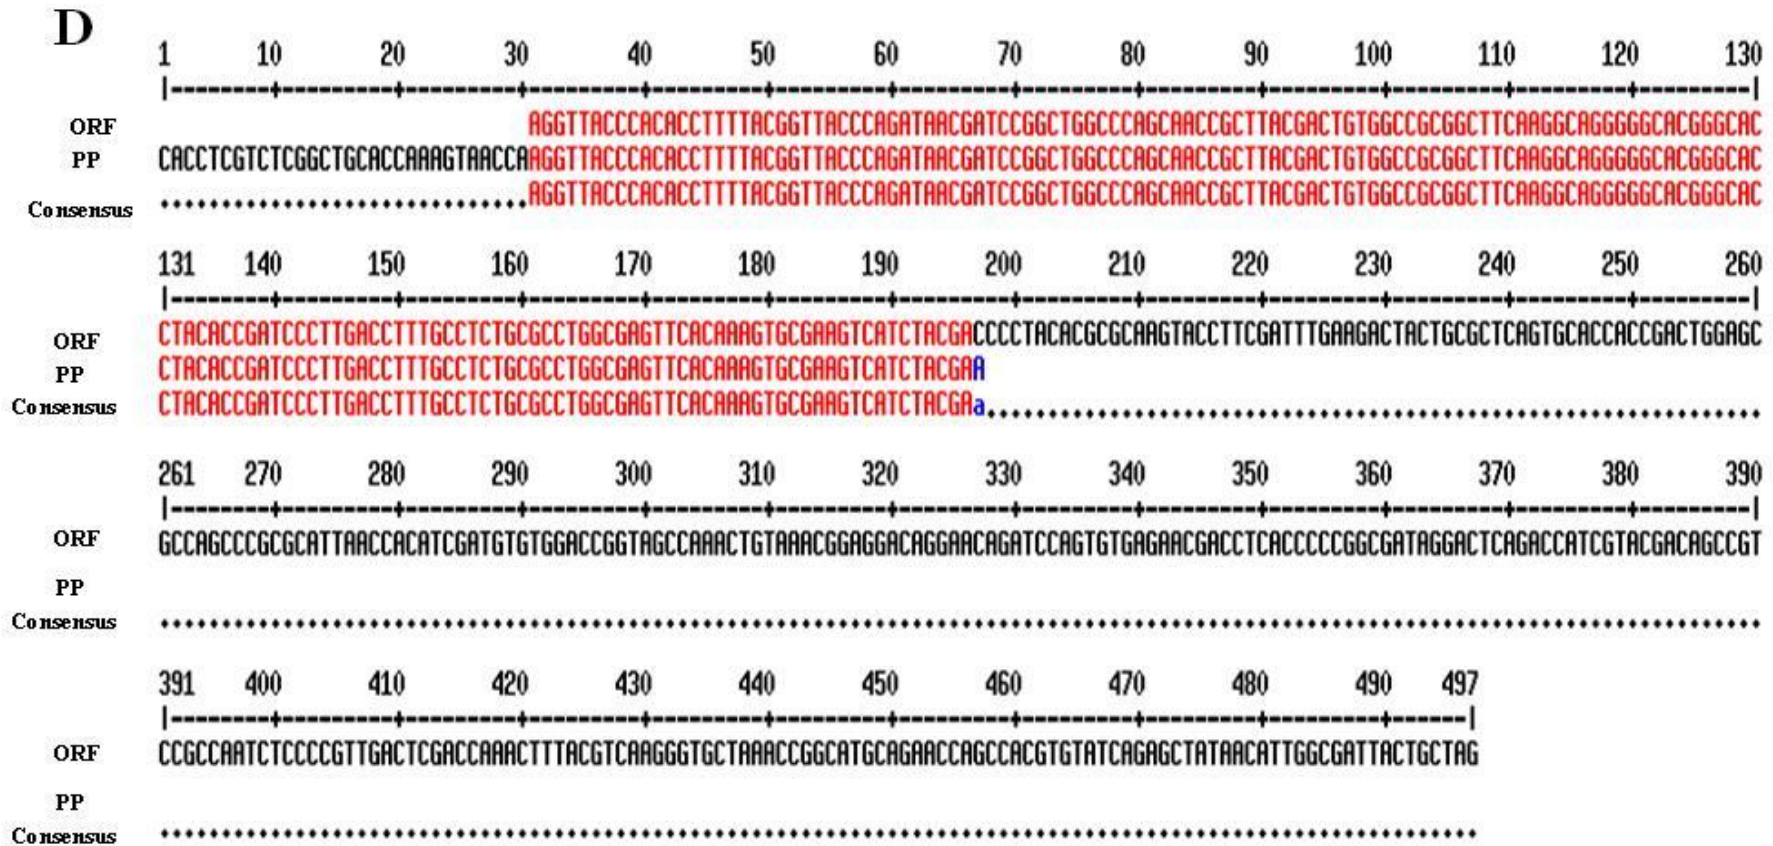 D
1 10 20 30 40 50 60 70 80 90 100 110 120 130
|--------+---------+---------+---------+---------+---------+---------+---------+---------+---------+---------+---------+---------|
ORF AGGTTACCCACACCTTTTACGGTTACCCAGATAACGATCCGGCTGGCCCAGCAACCGCTTACGACTGTGGCCGCGGCTTCAAGGCAGGGGGCACGGGCAC
PP CACCTCGTCTCGGCTGCACCAAAGTAACCAAGGTTACCCACACCTTTTACGGTTACCCAGATAACGATCCGGCTGGCCCAGCAACCGCTTACGACTGTGGCCGCGGCTTCAAGGCAGGGGGCACGGGCAC
Consensus ..............................AGGTTACCCACACCTTTTACGGTTACCCAGATAACGATCCGGCTGGCCCAGCAACCGCTTACGACTGTGGCCGCGGCTTCAAGGCAGGGGGCACGGGCAC
131 140 150 160 170 180 190 200 210 220 230 240 250 260
|--------+---------+---------+---------+---------+---------+---------+---------+---------+---------+---------+---------+---------|
ORF CTACACCGATCCCTTGACCTTTGCCTCTGCGCCTGGCGAGTTCACAAAGTGCGAAGTCATCTACGACCCCTACACGCGCAAGTACCTTCGATTTGAAGACTACTGCGCTCAGTGCACCACCGACTGGAGC
PP CTACACCGATCCCTTGACCTTTGCCTCTGCGCCTGGCGAGTTCACAAAGTGCGAAGTCATCTACGAA
Consensus CTACACCGATCCCTTGACCTTTGCCTCTGCGCCTGGCGAGTTCACAAAGTGCGAAGTCATCTACGAa...............................................................
261 270 280 290 300 310 320 330 340 350 360 370 380 390
|--------+---------+---------+---------+---------+---------+---------+---------+---------+---------+---------+---------+---------|
ORF GCCAGCCCGCGCATTAACCACATCGATGTGTGGACCGGTAGCCAAACTGTAAACGGAGGACAGGAACAGATCCAGTGTGAGAACGACCTCACCCCCGGCGATAGGACTCAGACCATCGTACGACAGCCGT
PP
Consensus ..................................................................................................................................
391 400 410 420 430 440 450 460 470 480 490 497
|--------+---------+---------+---------+---------+---------+---------+---------+---------+---------+------|
ORF CCGCCAATCTCCCCGTTGACTCGACCAAACTTTACGTCAAGGGTGCTAAACCGGCATGCAGAACCAGCCACGTGTATCAGAGCTATAACATTGGCGATTACTGCTAG
PP
Consensus ...........................................................................................................